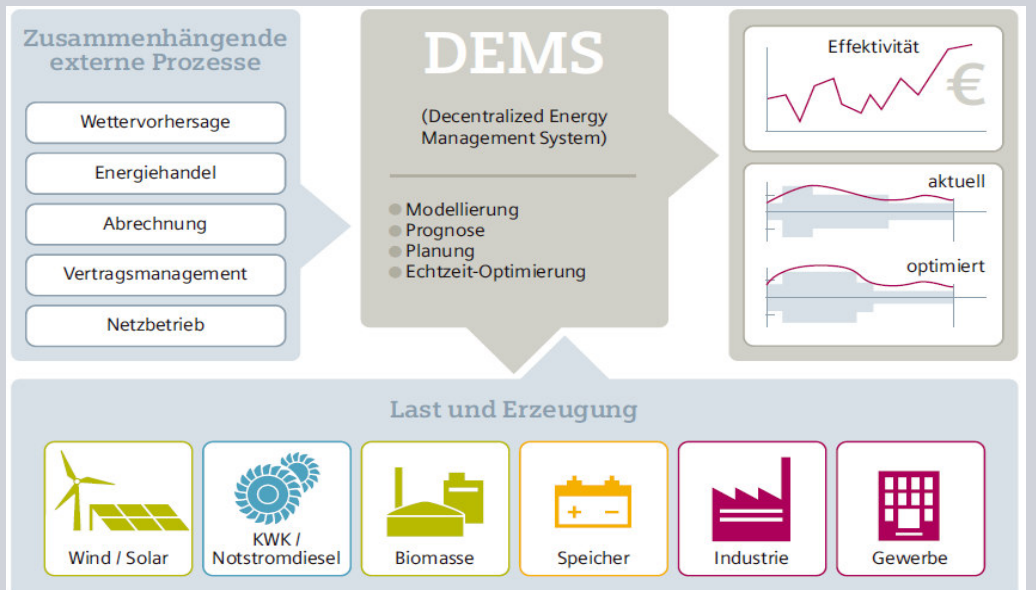 Zusammenhängende
externe Prozesse
Wettervorhersage
Energiehandel
Abrechnung
Vertragsmanagement
Netzbetrieb
DEMS
(Decentralized Energy
Management System)
Modellierung
Prognose
Planung
Echtzeit-Optimierung
Effektivität
€
aktuell
optimiert
Last und Erzeugung
Wind / Solar
KWK /
Notstromdiesel
Biomasse
+ −
Speicher
Industrie
Gewerbe